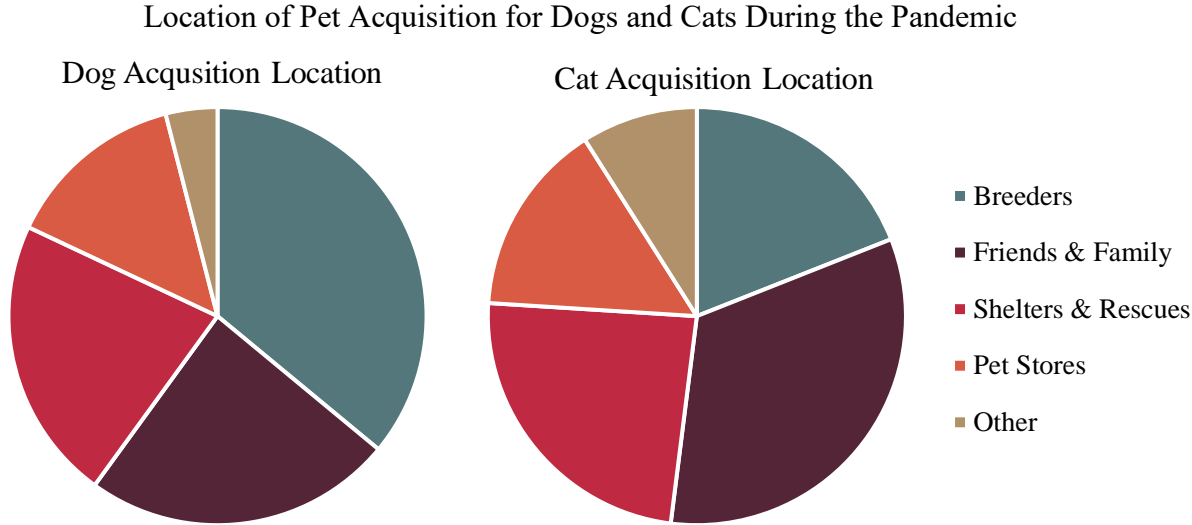 Location of Pet Acquisition for Dogs and Cats During the Pandemic
Dog Acqusition Location
Cat Acquisition Location
Breeders
Friends & Family
Shelters & Rescues
Pet Stores
Other